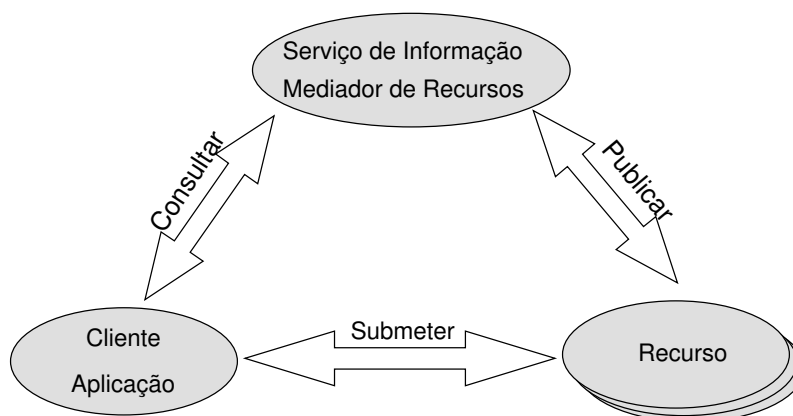 Serviço de Informação
Mediador de Recursos
Consultar
Publicar
Cliente
Aplicação
Submeter
Recurso